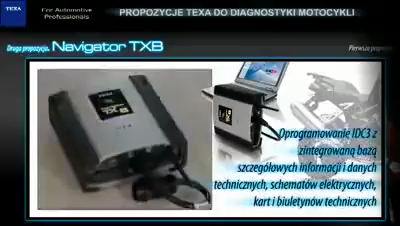 TEXA
For Automotive
Professionals
PROPOZYCJE TEXA DO DIAGNOSTYKI MOTOCYKLI
Druga propozycja. Navigator TXB
Pierwsza
Oprogramowanie IDC3 z
zintegrowaną bazą
szczegółowych informacji i danych
technicznych, schematów elektrycznych,
kart i biuletynów technicznych